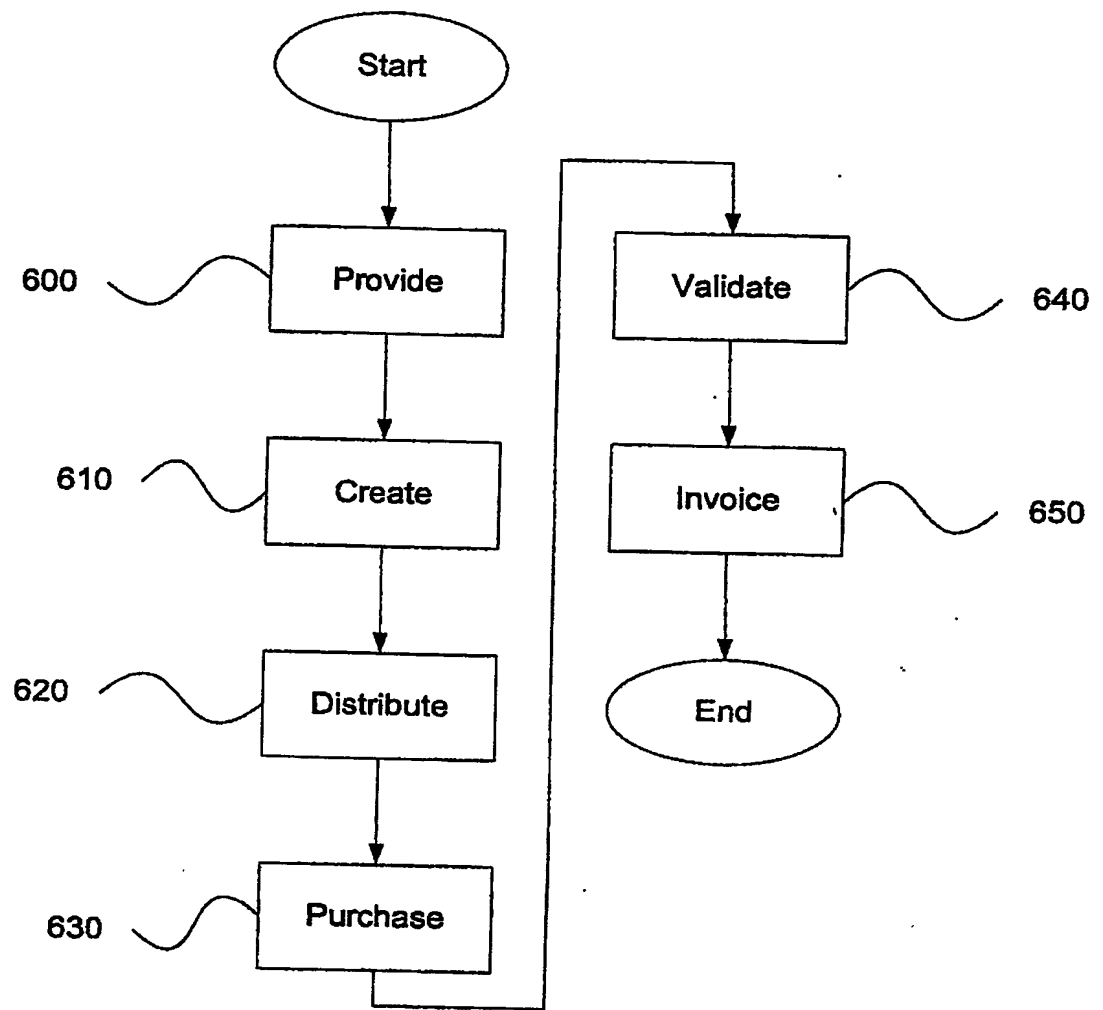 Start
600
Provide
610
Create
620
Distribute
630
Purchase
Validate
640
Invoice
650
End